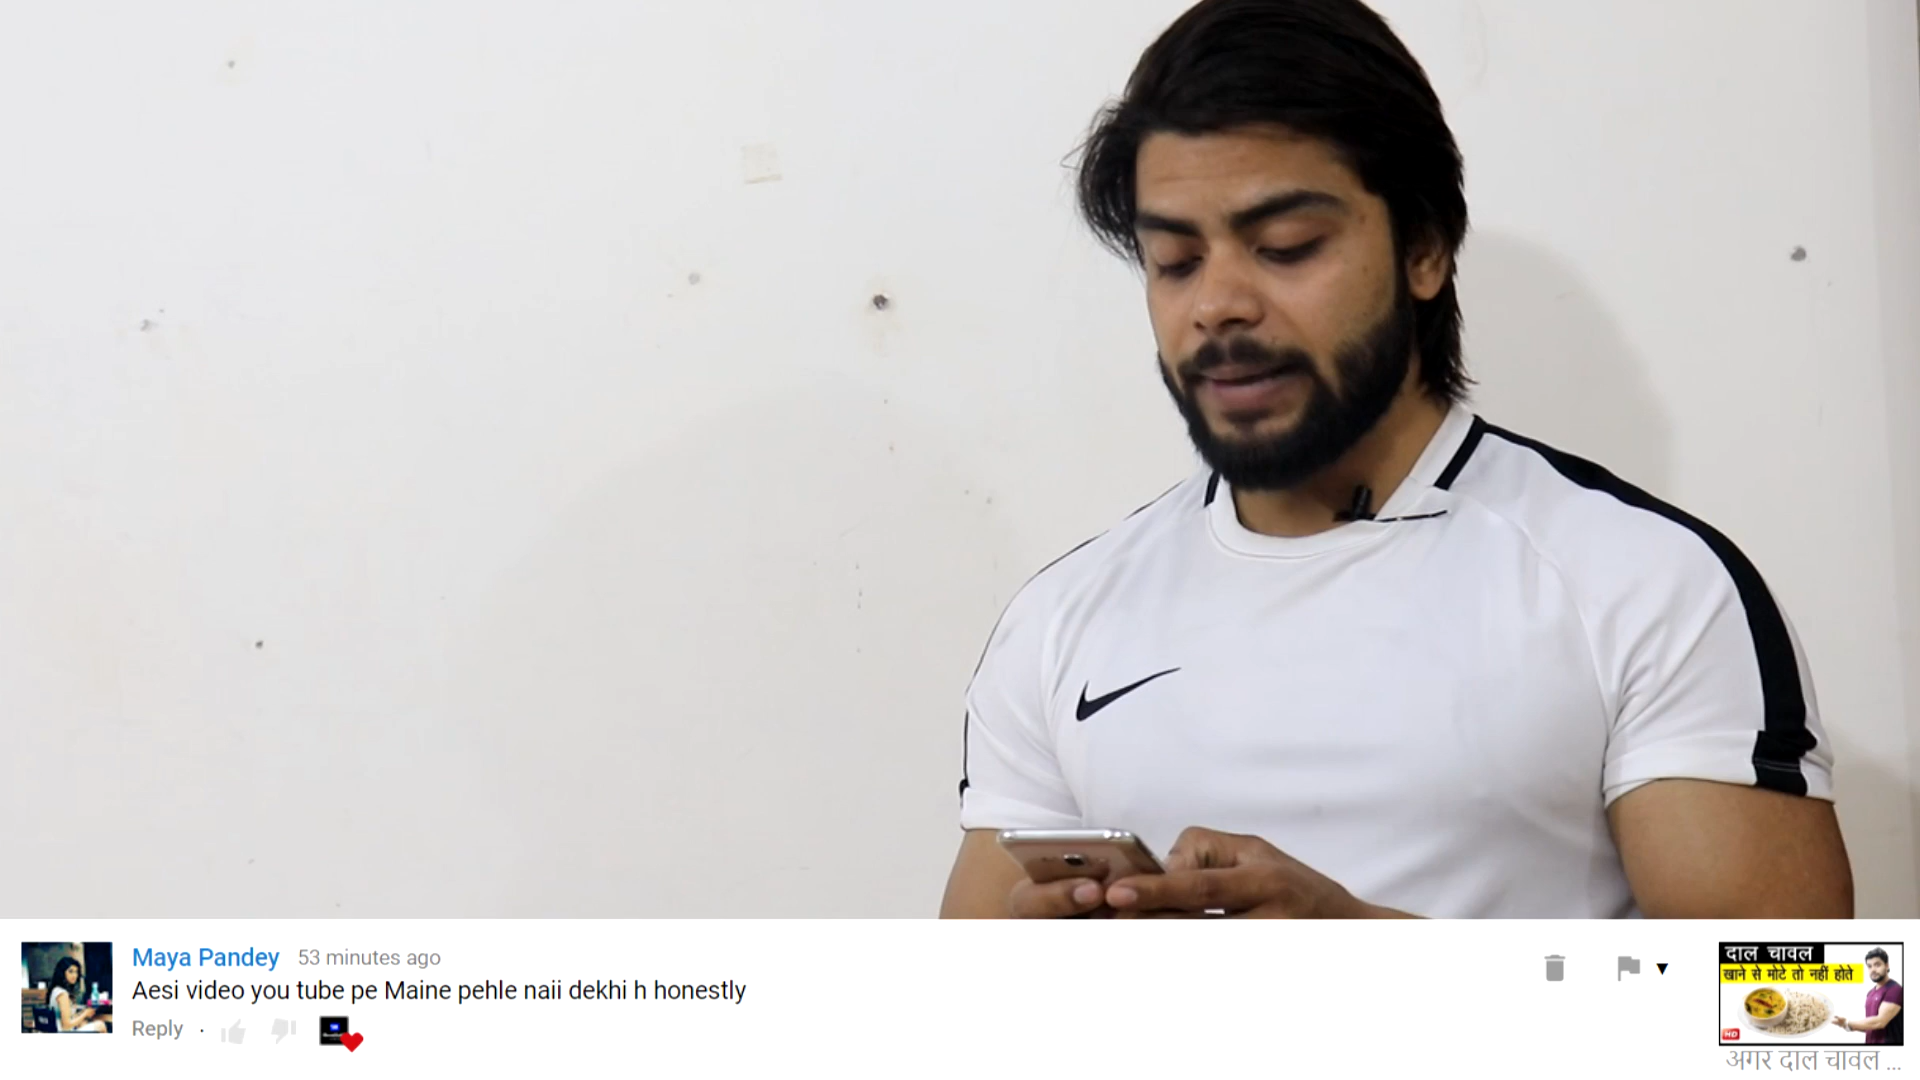 Maya Pandey 53 minutes ago
Aesi video you tube pe Maine pehle naii dekhi h honestly
Reply ·
दाल चावल
खाने से मोटे तो नहीं होते
HD
अगर दाल चावल ...